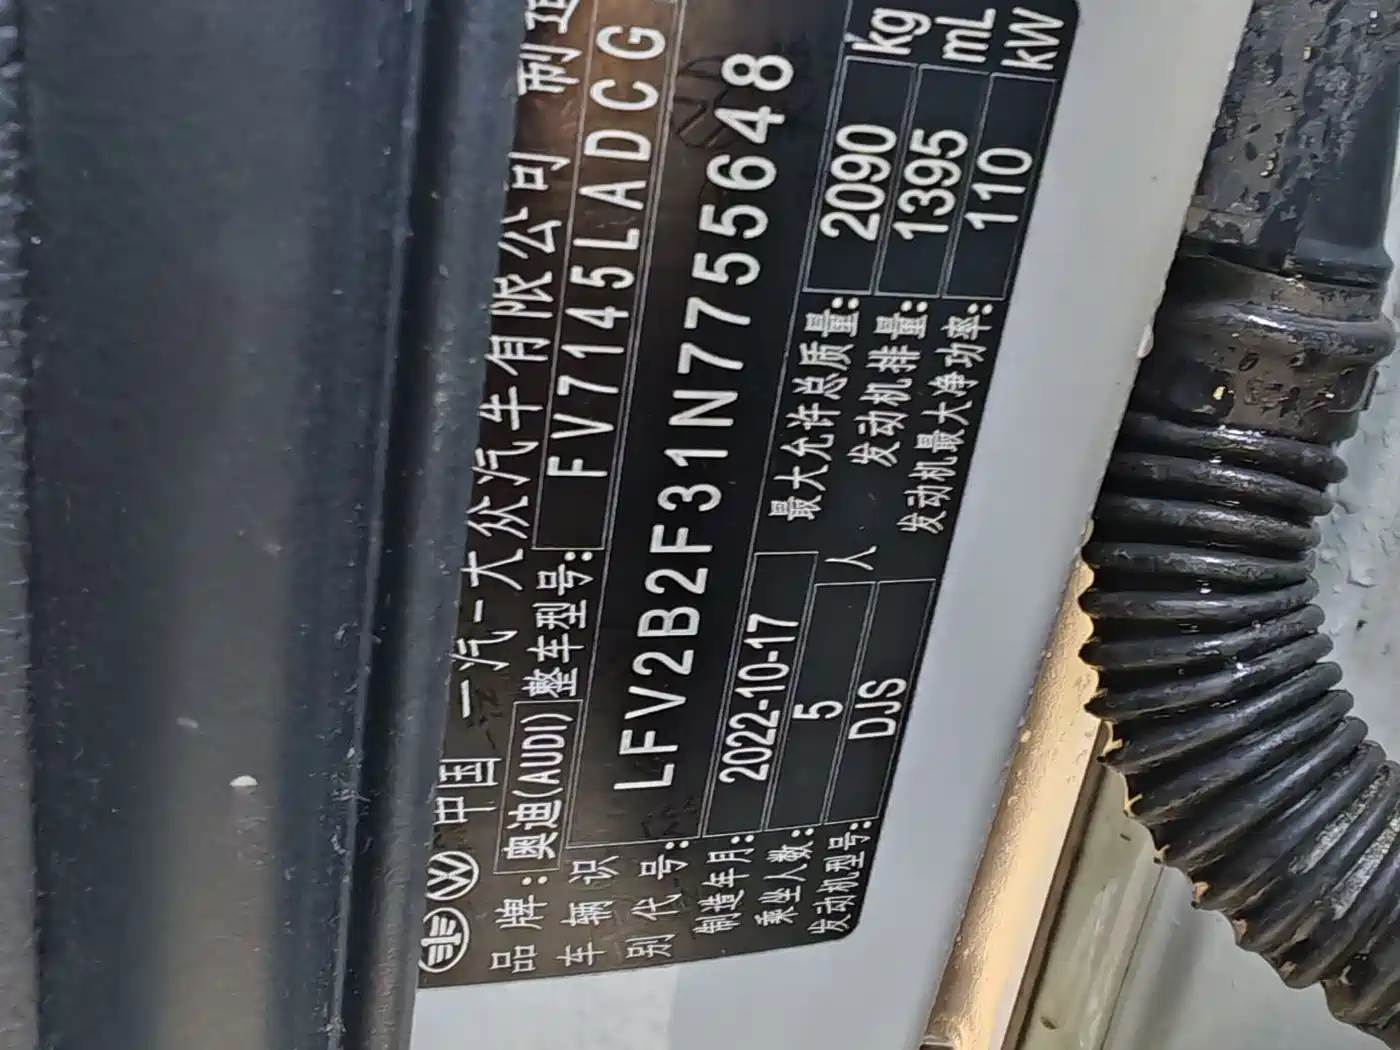 中国 一汽-大众汽车有限公司 制造
品牌: 奥迪(AUDI) 整车型号: FV7145LADCG
车辆识别代号: LFV2B2F31N7755648
制造年月: 2022-10-17 最大允许总质量: 2090 kg
乘坐人数: 5 人 发动机排量: 1395 mL
发动机型号: DJS 发动机最大净功率: 110 kW